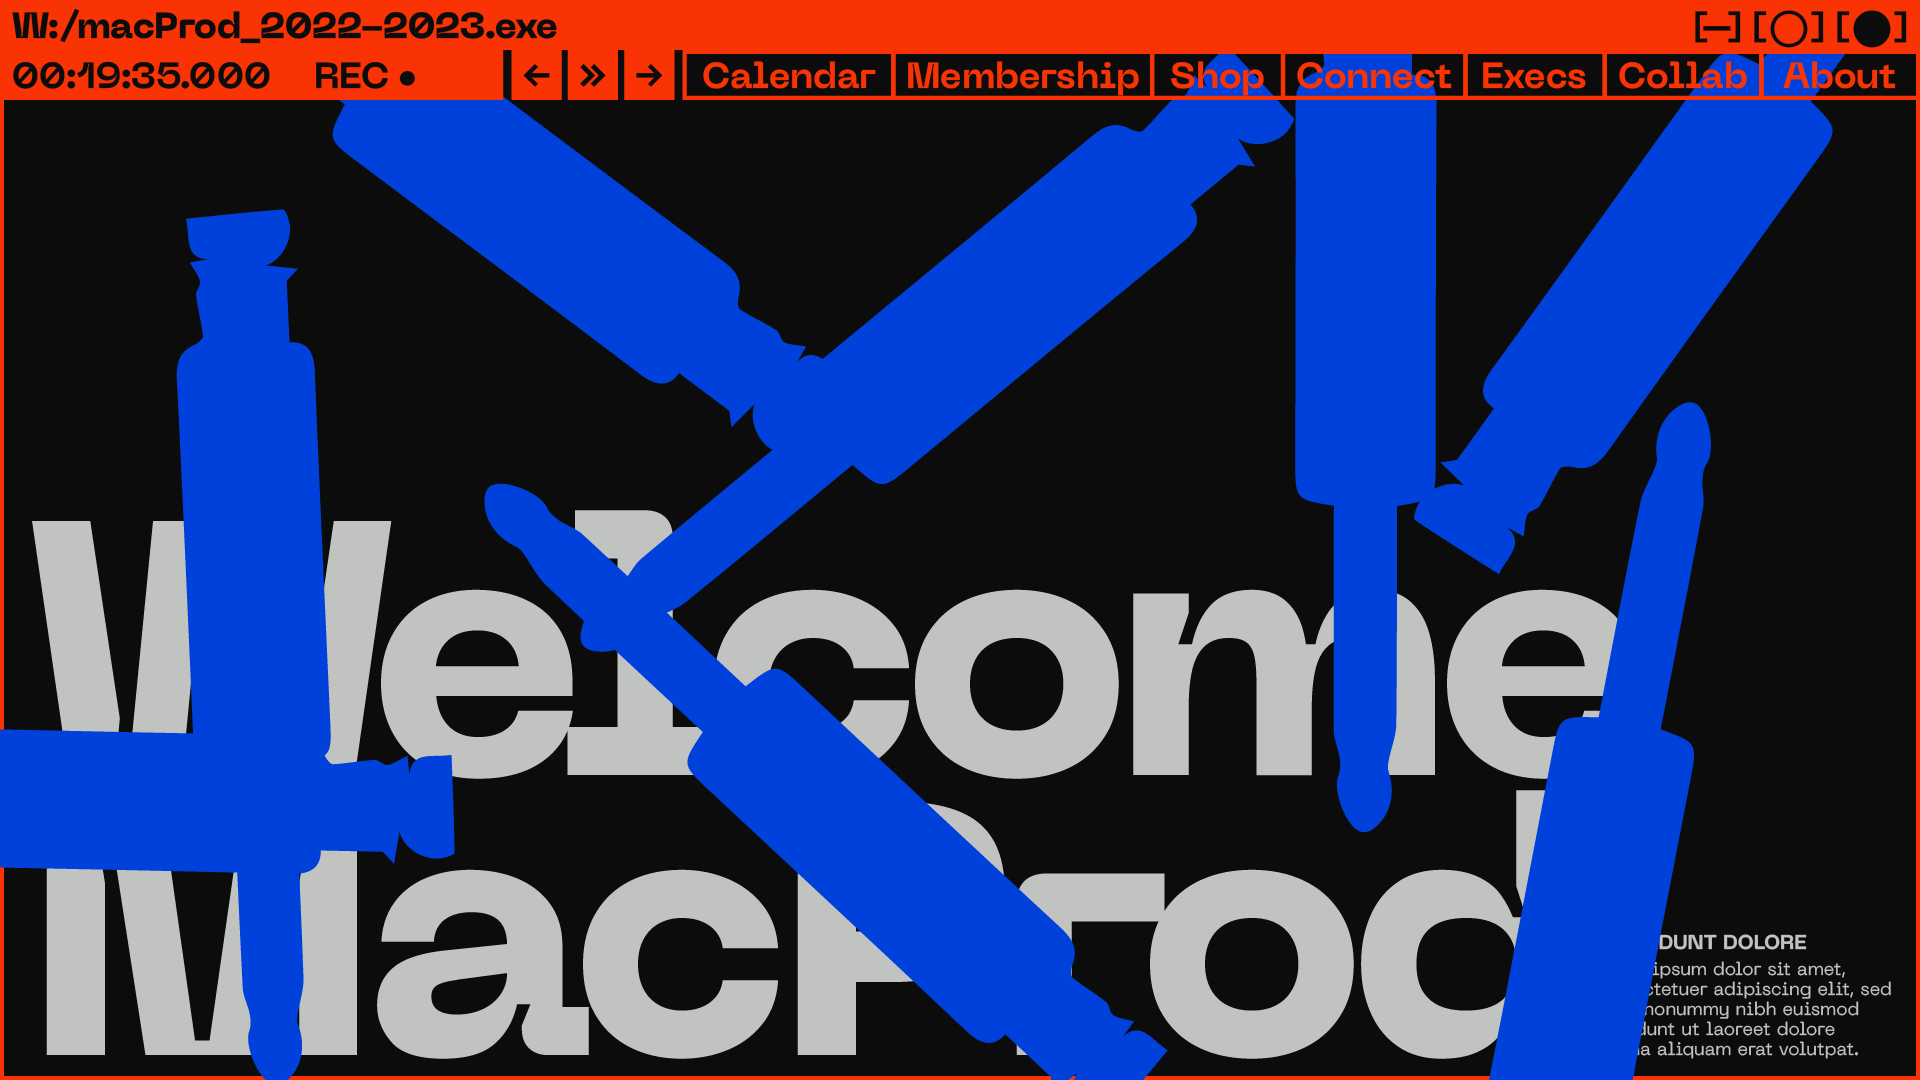 W:/macProd_2022-2023.exe
00:19:35.000 REC ●
[–] [○] [●]
← » →
Calendar Membership Shop Connect Execs Collab About
Welcome
MacProd
DUNT DOLORE
ipsum dolor sit amet,
ctetuer adipiscing elit, sed
nonummy nibh euismod
dunt ut laoreet dolore
a aliquam erat volutpat.